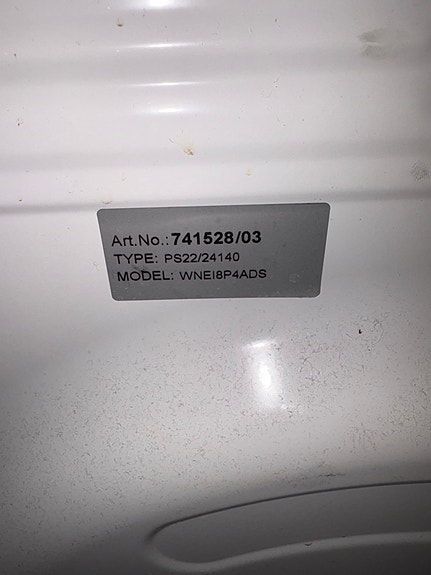 Art.No.:741528/03
TYPE: PS22/24140
MODEL: WNEI8P4ADS